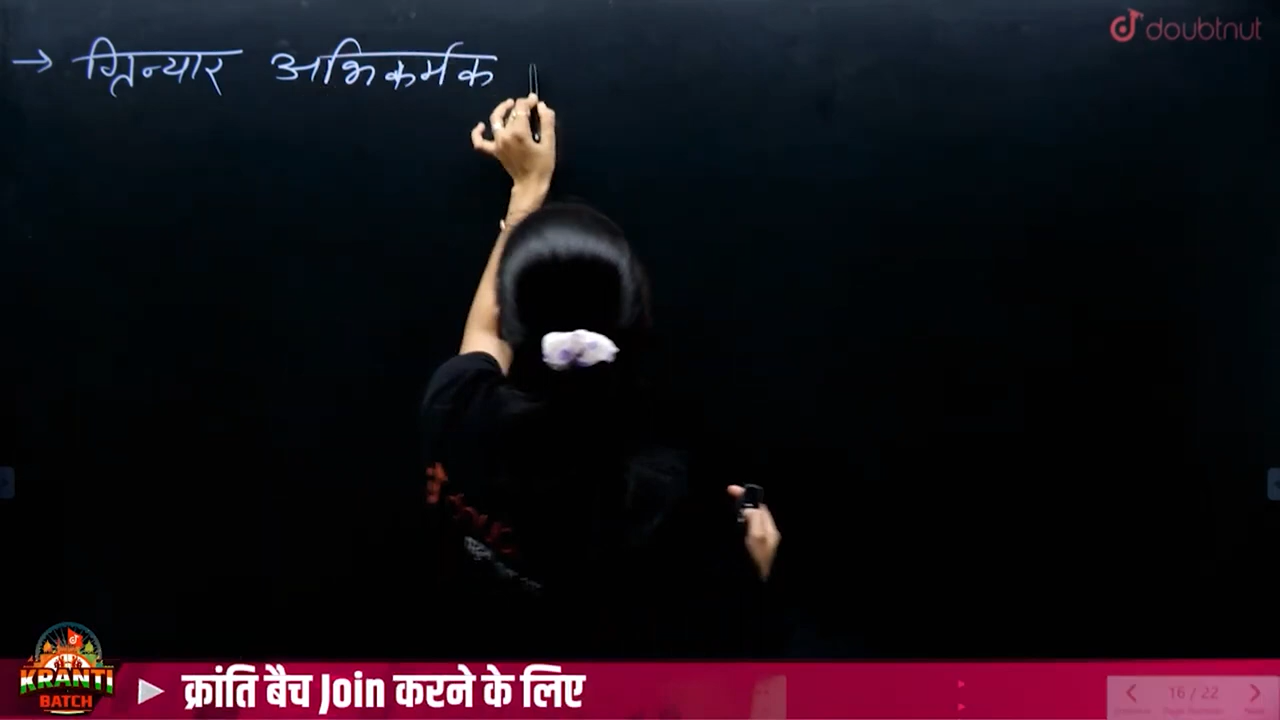 → ग्रिन्यार अभिकर्मक
doubtnut
KRANTI
BATCH
क्रांति बैच Join करने के लिए
16 / 22